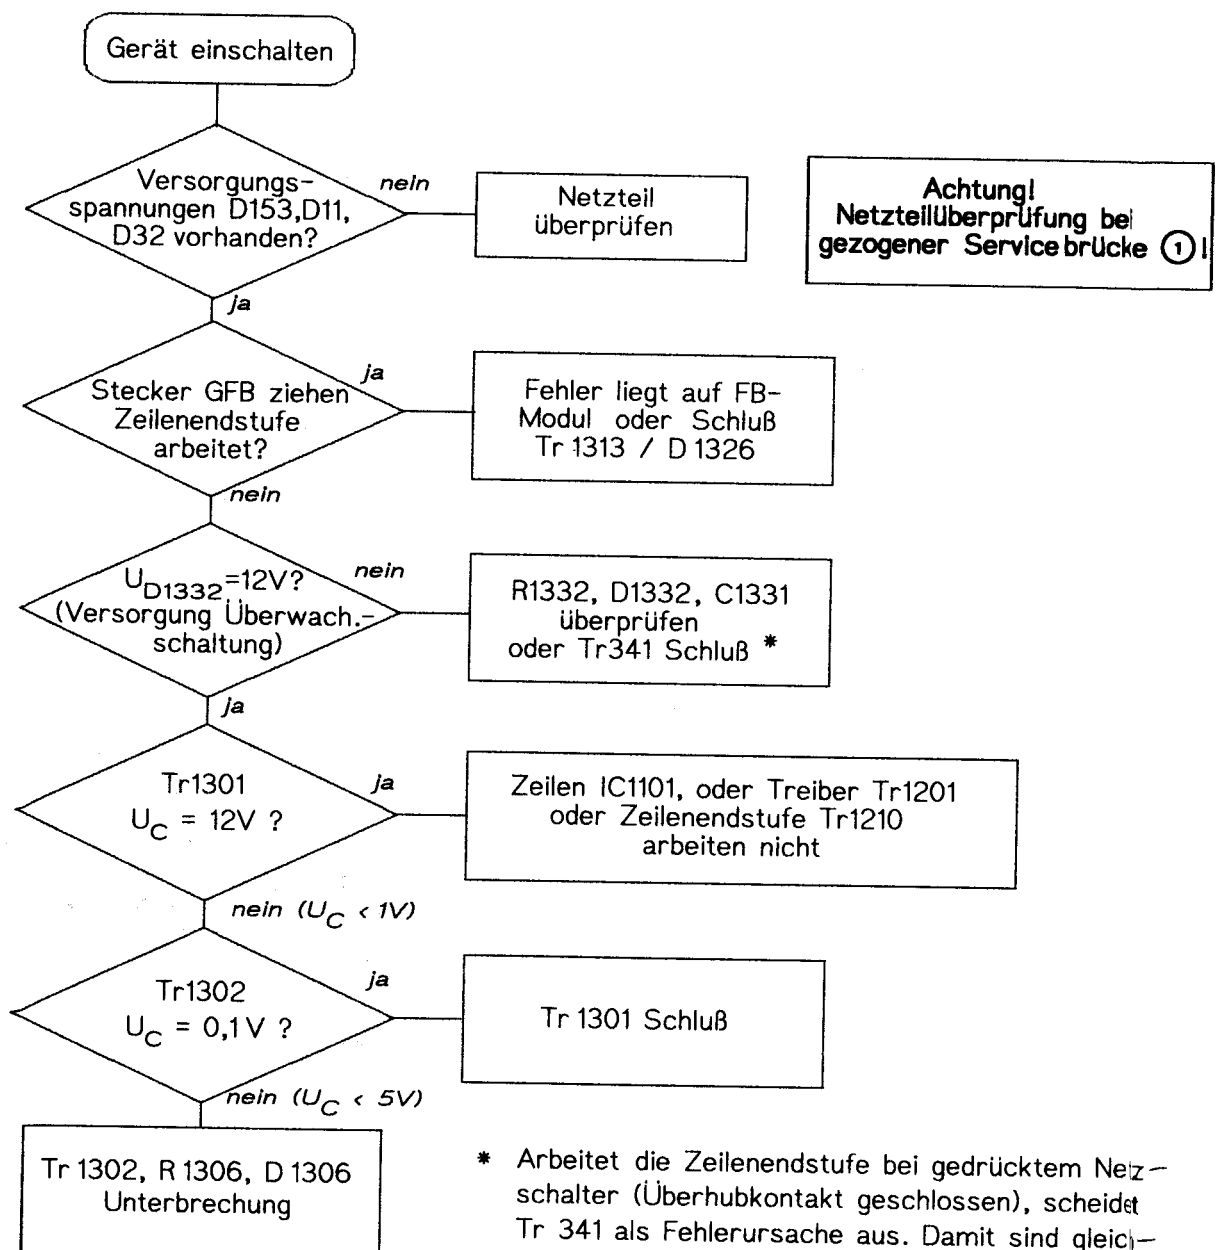 Gerät einschalten
Versorgungs-
spannungen D153,D11,
D32 vorhanden?
nein
Netzteil
überprüfen
Achtung!
Netzteilüberprüfung bei
gezogener Servicebrücke ①!
ja
Stecker GFB ziehen
Zeilenendstufe
arbeitet?
ja
Fehler liegt auf FB-
Modul oder Schluß
Tr 1313 / D 1326
nein
U_D1332=12V?
(Versorgung Überwach.-
schaltung)
nein
R1332, D1332, C1331
überprüfen
oder Tr341 Schluß *
ja
Tr1301
U_C = 12V ?
ja
Zeilen IC1101, oder Treiber Tr1201
oder Zeilenendstufe Tr1210
arbeiten nicht
nein (U_C < 1V)
Tr1302
U_C = 0,1V ?
ja
Tr 1301 Schluß
nein (U_C < 5V)
Tr 1302, R 1306, D 1306
Unterbrechung
* Arbeitet die Zeilenendstufe bei gedrücktem Netz-
schalter (Überhubkontakt geschlossen), scheidet
Tr 341 als Fehlerursache aus. Damit sind gleich-